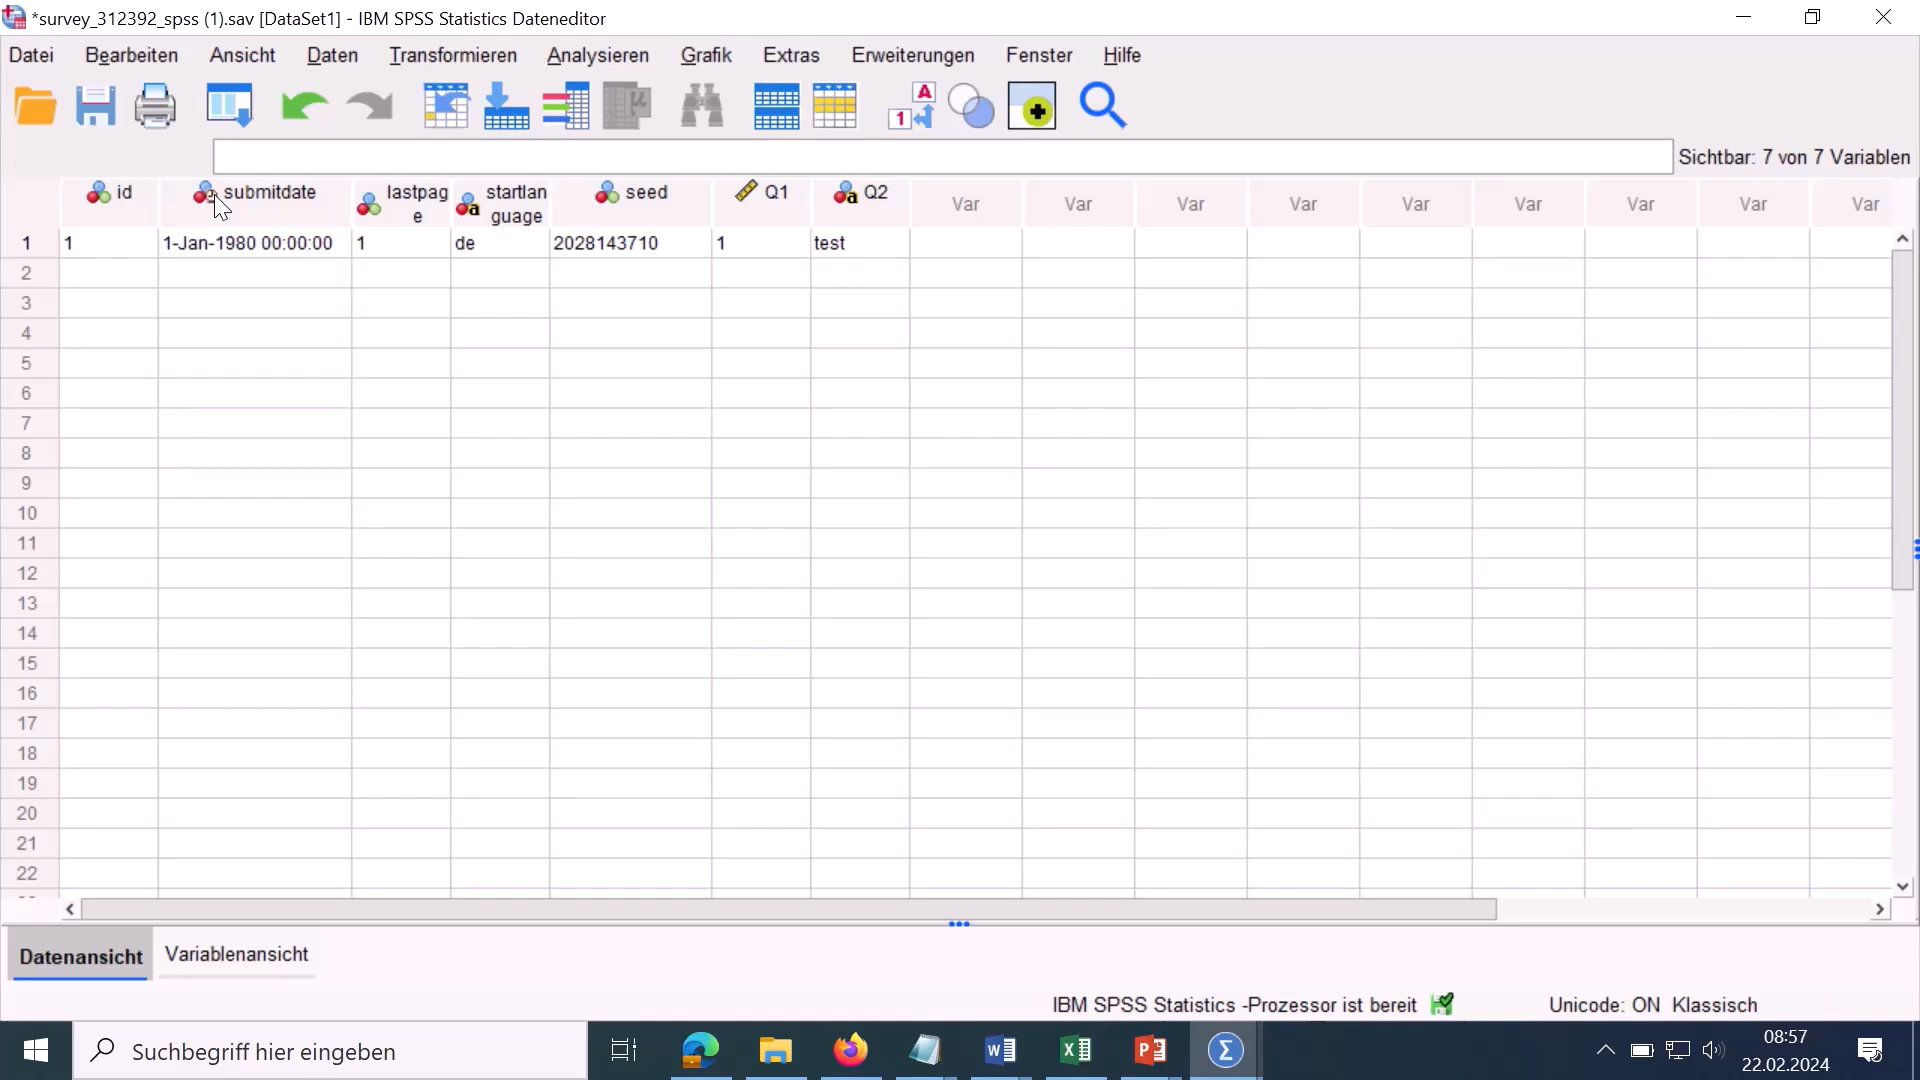 *survey_312392_spss (1).sav [DataSet1] - IBM SPSS Statistics Dateneditor
Datei Bearbeiten Ansicht Daten Transformieren Analysieren Grafik Extras Erweiterungen Fenster Hilfe
Sichtbar: 7 von 7 Variablen
id submitdate lastpag e startlan guage seed Q1 Q2 Var Var Var Var Var Var Var Var Var
1 1 1-Jan-1980 00:00:00 1 de 2028143710 1 test
2
3
4
5
6
7
8
9
10
11
12
13
14
15
16
17
18
19
20
21
22
Datenansicht Variablenansicht
IBM SPSS Statistics -Prozessor ist bereit Unicode: ON Klassisch
Suchbegriff hier eingeben
08:57
22.02.2024